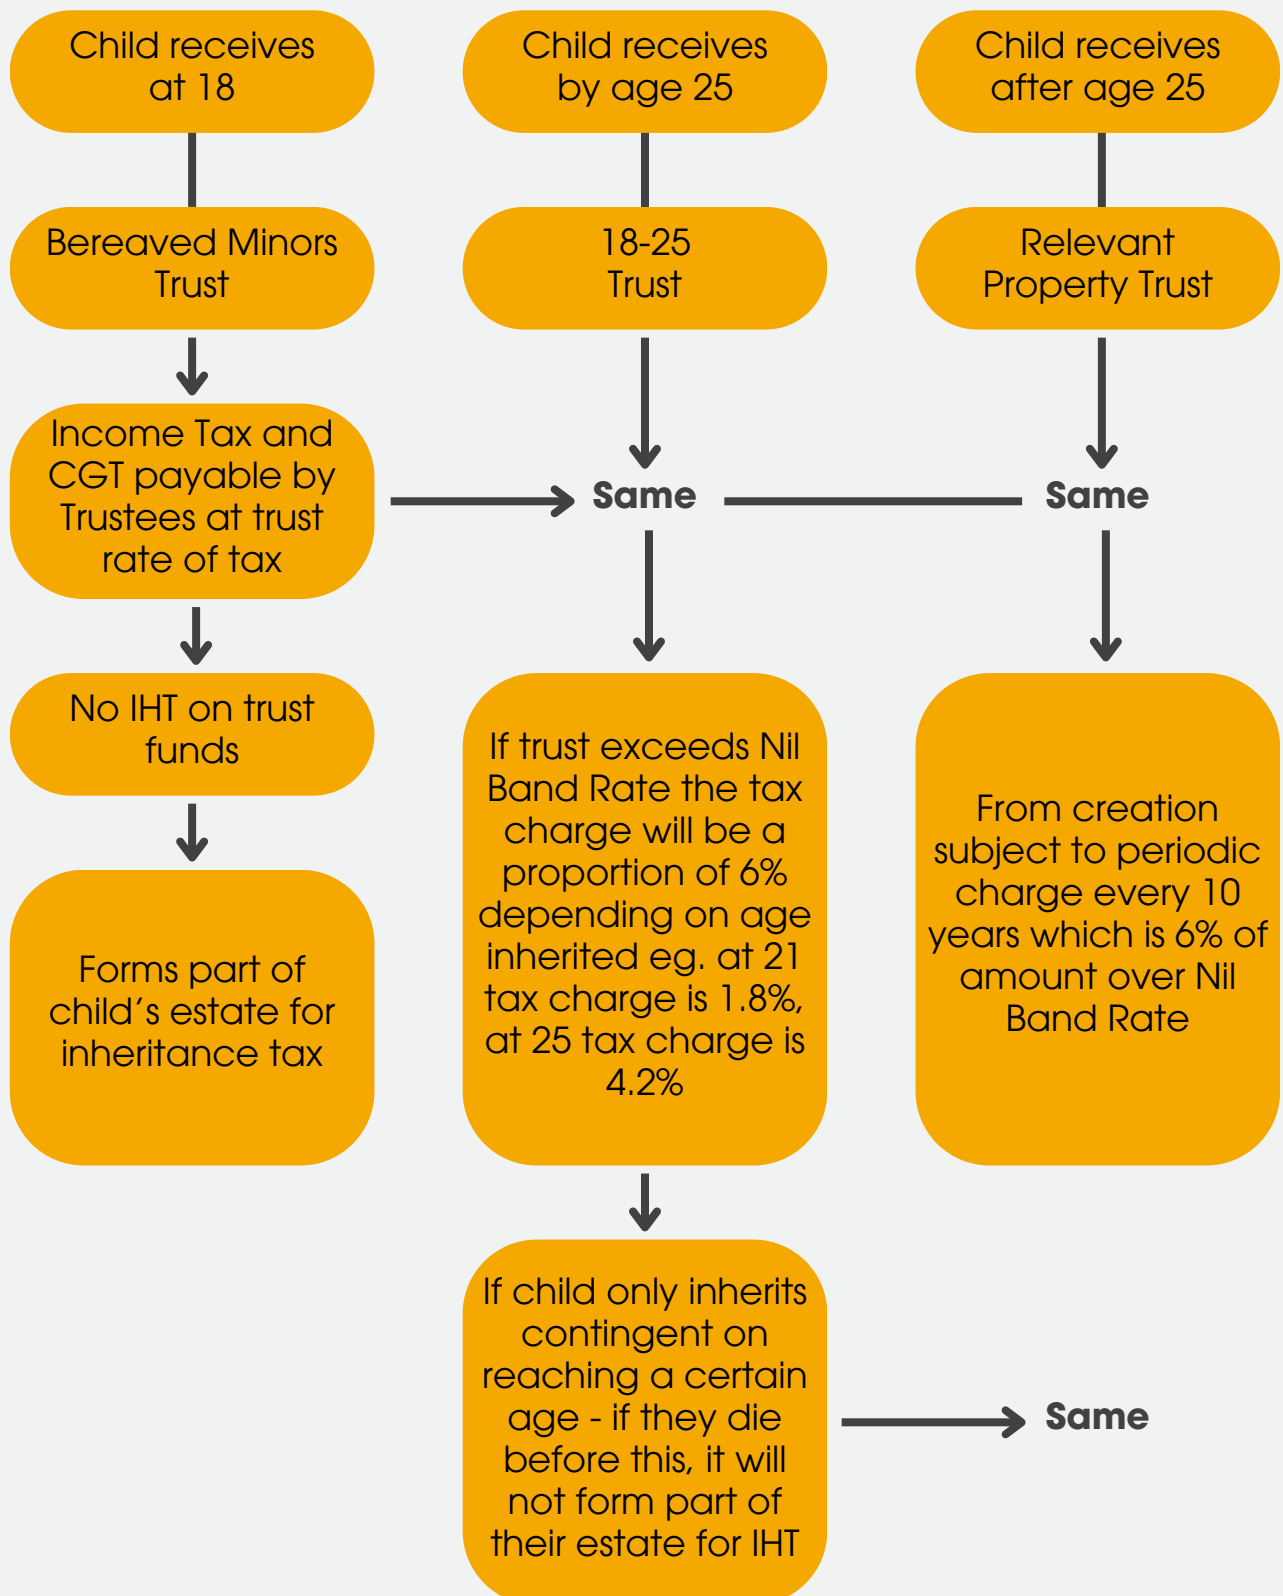 Child receives
at 18
Child receives
by age 25
Child receives
after age 25
Bereaved Minors
Trust
18-25
Trust
Relevant
Property Trust
Income Tax and
CGT payable by
Trustees at trust
rate of tax
Same
Same
No IHT on trust
funds
Forms part of
child's estate for
inheritance tax
If trust exceeds Nil
Band Rate the tax
charge will be a
proportion of 6%
depending on age
inherited eg. at 21
tax charge is 1.8%,
at 25 tax charge is
4.2%
From creation
subject to periodic
charge every 10
years which is 6% of
amount over Nil
Band Rate
If child only inherits
contingent on
reaching a certain
age - if they die
before this, it will
not form part of
their estate for IHT
Same